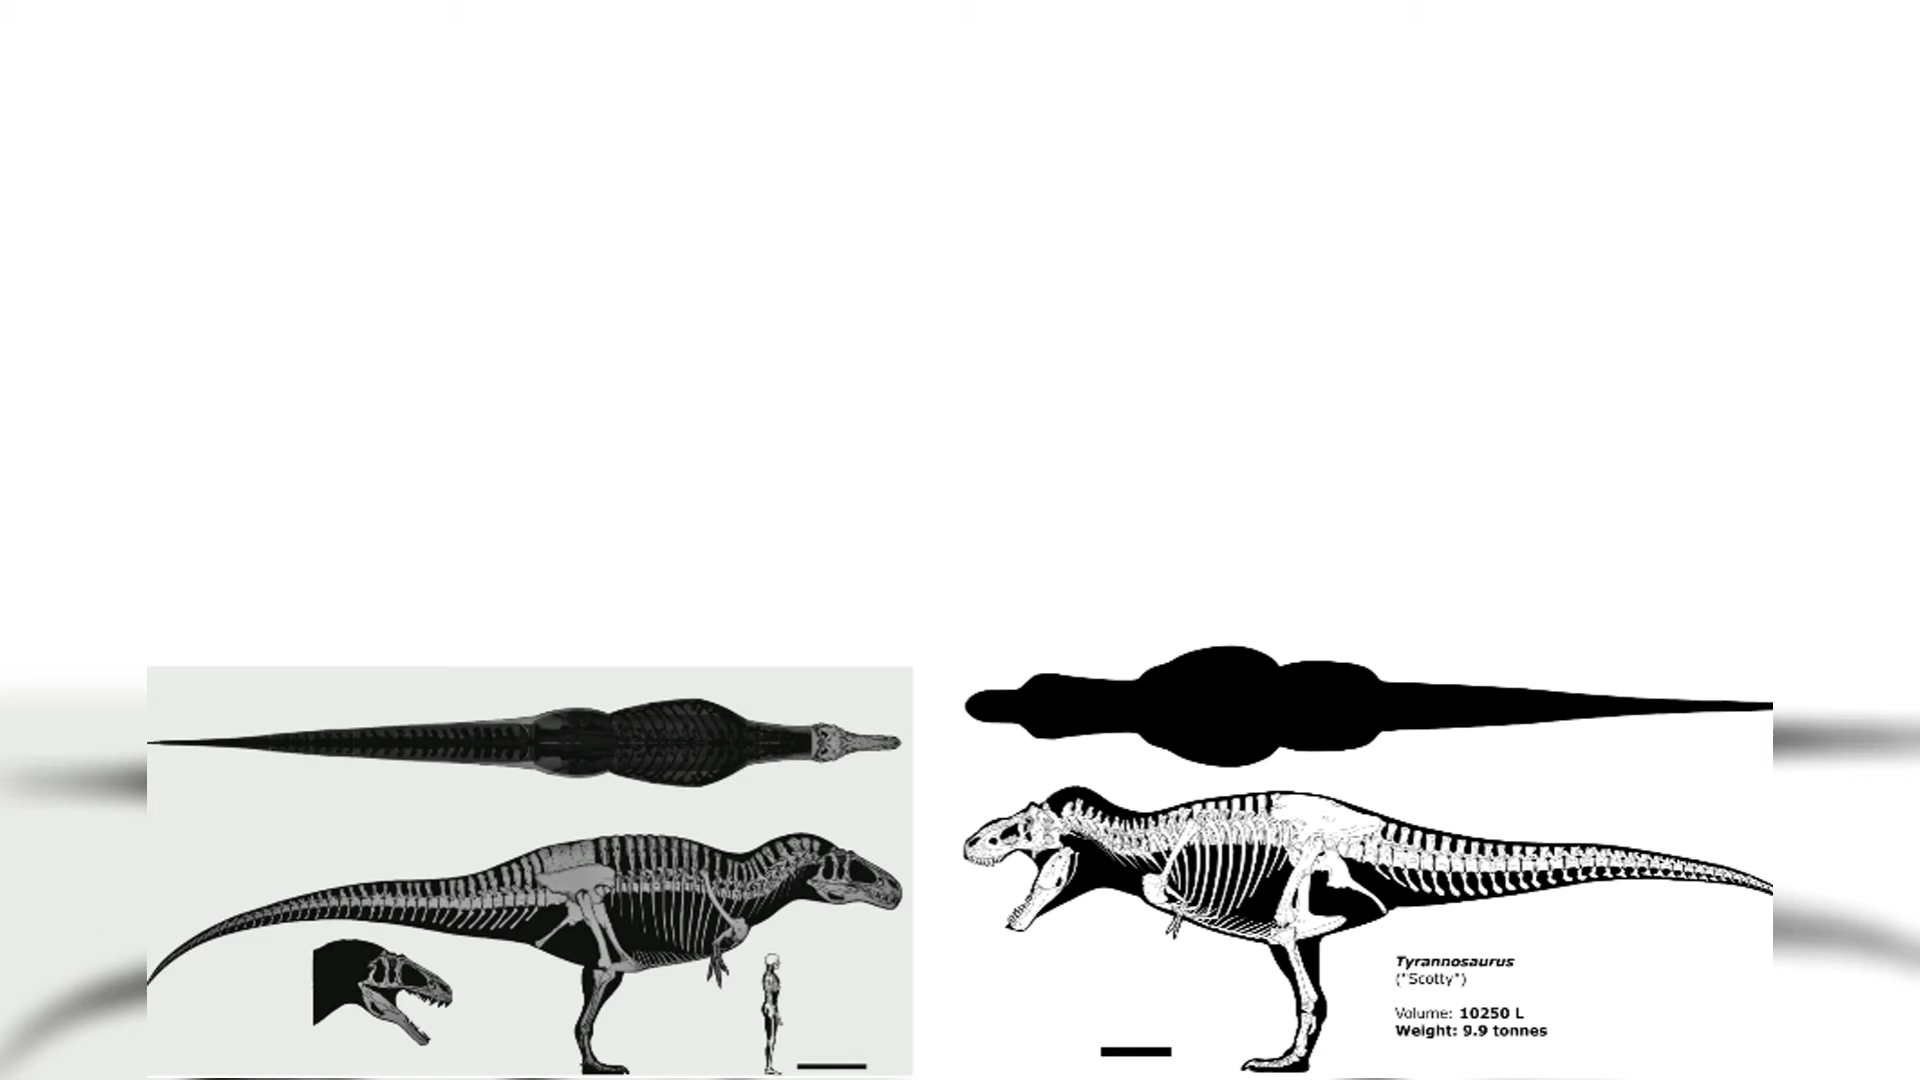 Tyrannosaurus
("Scotty")
Volume: 10250 L
Weight: 9.9 tonnes